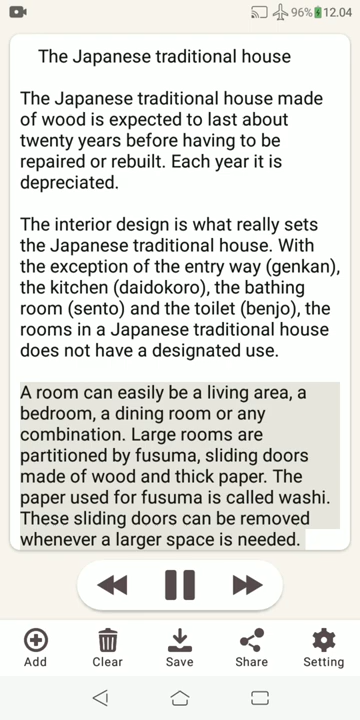 96% 12.04
The Japanese traditional house
The Japanese traditional house made
of wood is expected to last about
twenty years before having to be
repaired or rebuilt. Each year it is
depreciated.
The interior design is what really sets
the Japanese traditional house. With
the exception of the entry way (genkan),
the kitchen (daidokoro), the bathing
room (sento) and the toilet (benjo), the
rooms in a Japanese traditional house
does not have a designated use.
A room can easily be a living area, a
bedroom, a dining room or any
combination. Large rooms are
partitioned by fusuma, sliding doors
made of wood and thick paper. The
paper used for fusuma is called washi.
These sliding doors can be removed
whenever a larger space is needed.
Add Clear Save Share Setting